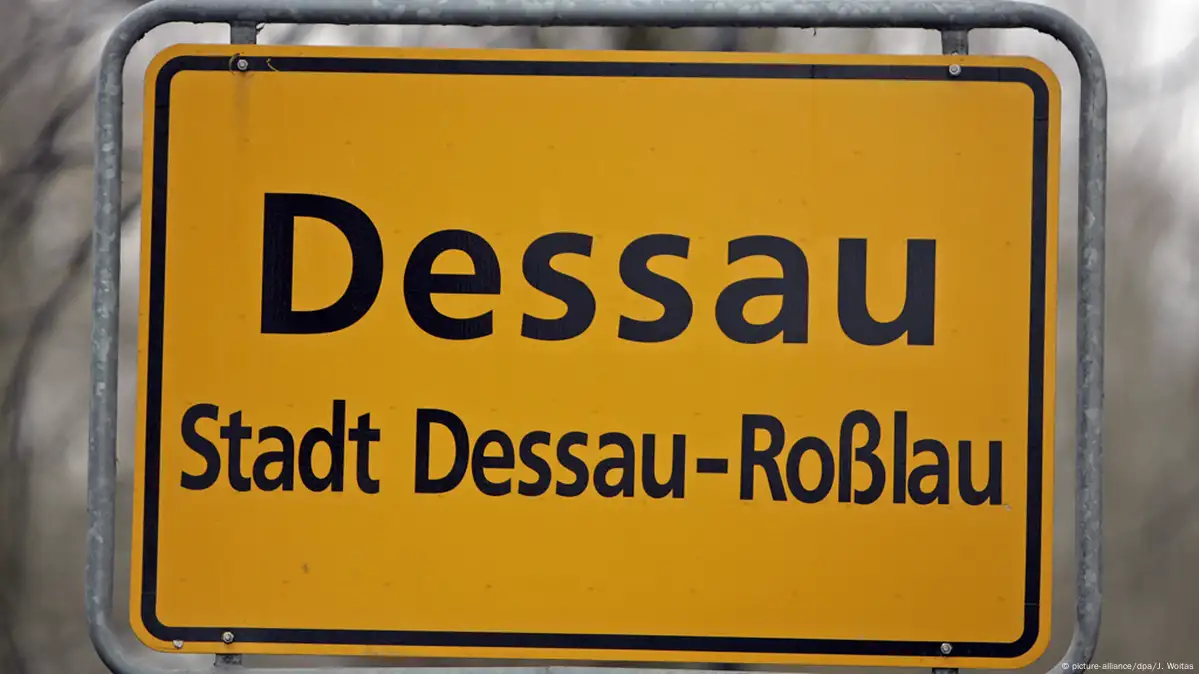 Dessau
Stadt Dessau-Roßlau
© picture-alliance/dpa/J. Woitas